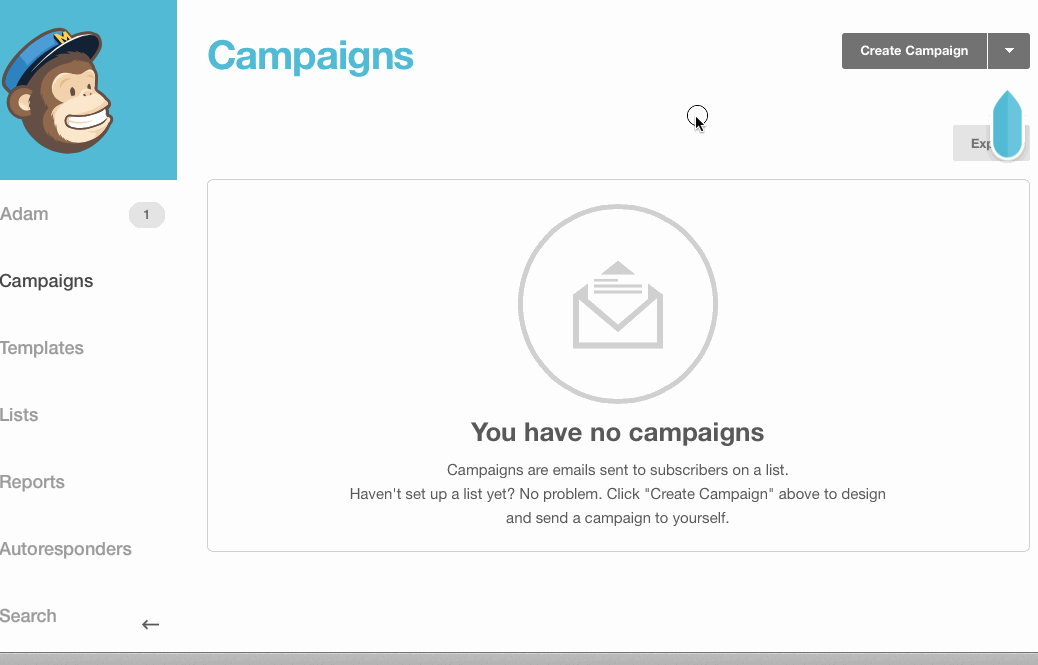 Campaigns
Create Campaign
Adam
1
Campaigns
Templates
Lists
Reports
Autoresponders
Search
You have no campaigns
Campaigns are emails sent to subscribers on a list.
Haven't set up a list yet? No problem. Click "Create Campaign" above to design
and send a campaign to yourself.